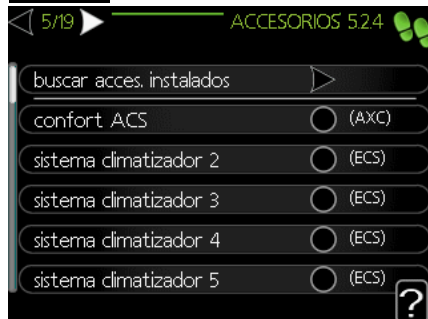 5/19 ACCESORIOS 5.2.4
buscar acces. instalados
confort ACS (AXC)
sistema climatizador 2 (ECS)
sistema climatizador 3 (ECS)
sistema climatizador 4 (ECS)
sistema climatizador 5 (ECS)
?